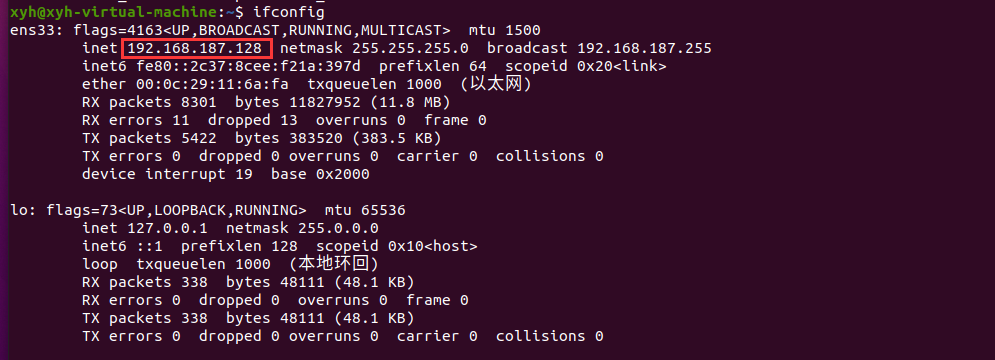 xyh@xyh-virtual-machine:~$ ifconfig
ens33: flags=4163<UP,BROADCAST,RUNNING,MULTICAST>  mtu 1500
        inet 192.168.187.128  netmask 255.255.255.0  broadcast 192.168.187.255
        inet6 fe80::2c37:8cee:f21a:397d  prefixlen 64  scopeid 0x20<link>
        ether 00:0c:29:11:6a:fa  txqueuelen 1000  (以太网)
        RX packets 8301  bytes 11827952 (11.8 MB)
        RX errors 11  dropped 13  overruns 0  frame 0
        TX packets 5422  bytes 383520 (383.5 KB)
        TX errors 0  dropped 0 overruns 0  carrier 0  collisions 0
        device interrupt 19  base 0x2000

lo: flags=73<UP,LOOPBACK,RUNNING>  mtu 65536
        inet 127.0.0.1  netmask 255.0.0.0
        inet6 ::1  prefixlen 128  scopeid 0x10<host>
        loop  txqueuelen 1000  (本地环回)
        RX packets 338  bytes 48111 (48.1 KB)
        RX errors 0  dropped 0  overruns 0  frame 0
        TX packets 338  bytes 48111 (48.1 KB)
        TX errors 0  dropped 0 overruns 0  carrier 0  collisions 0